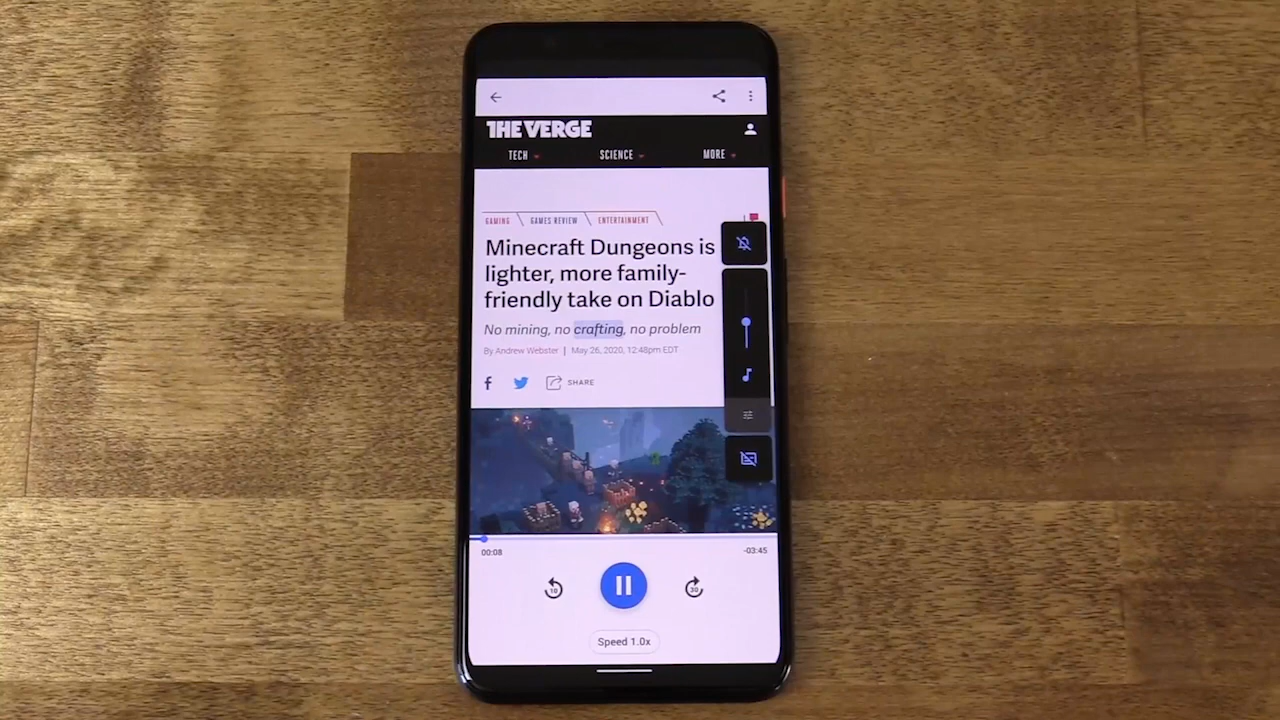 THE VERGE
TECH SCIENCE MORE
GAMING GAMES REVIEW ENTERTAINMENT
Minecraft Dungeons is
lighter, more family-
friendly take on Diablo
No mining, no crafting, no problem
By Andrew Webster | May 26, 2020, 12:48pm EDT
SHARE
00:08 -03:45
10 30
Speed 1.0x